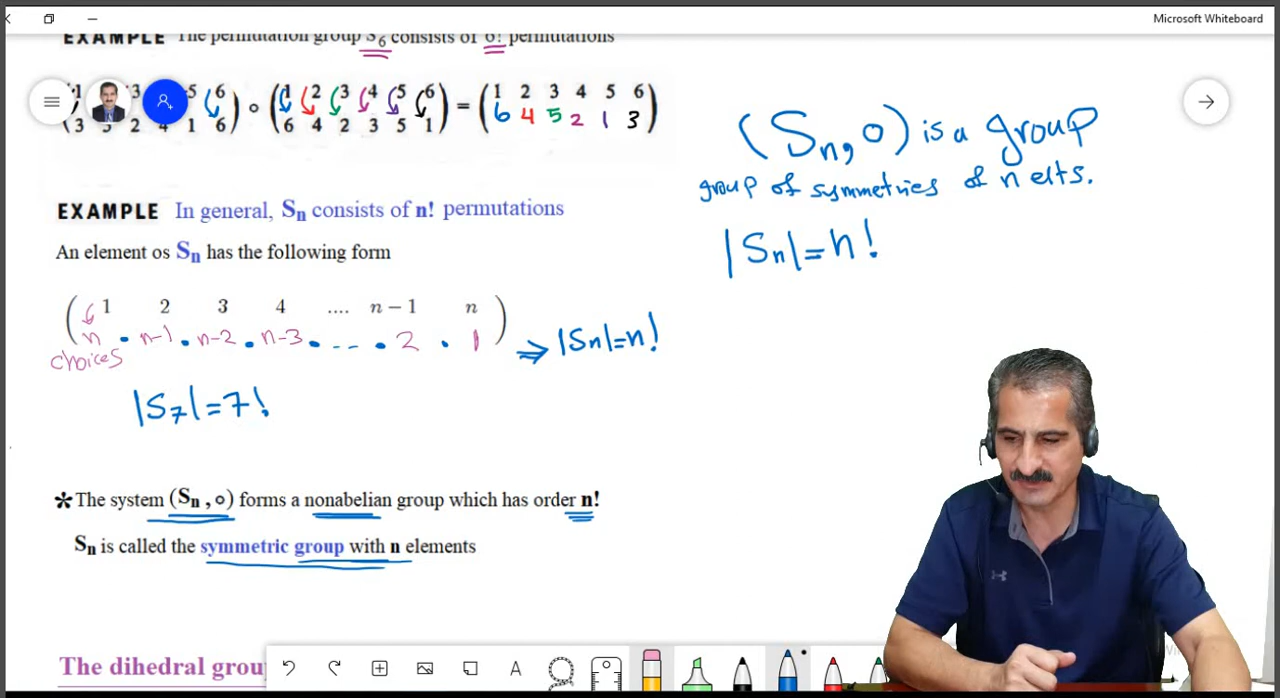 Microsoft Whiteboard
EXAMPLE The permutation group S₆ consists of 6! permutations
3 5 6 1 2 3 4 5 6 1 2 3 4 5 6
∘ =
3 2 4 1 6 6 4 2 3 5 1 6 4 5 2 1 3
(Sₙ, ∘) is a group
group of symmetries of n elts.
|Sₙ| = n!
EXAMPLE In general, Sₙ consists of n! permutations
An element os Sₙ has the following form
1 2 3 4 .... n − 1 n
n . n-1 . n-2 . n-3 . ... . 2 . 1
choices
⇒ |Sₙ| = n!
|S₇| = 7!
* The system (Sₙ , ∘) forms a nonabelian group which has order n!
Sₙ is called the symmetric group with n elements
The dihedral grou